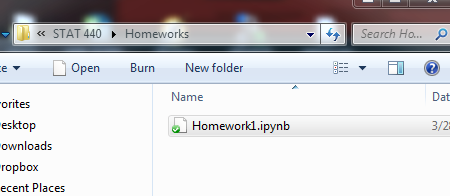 « STAT 440 Homeworks Search Ho...
Open Burn New folder
Name Dat
Homework1.ipynb 3/28
vorites
esktop
ownloads
ropbox
ecent Places